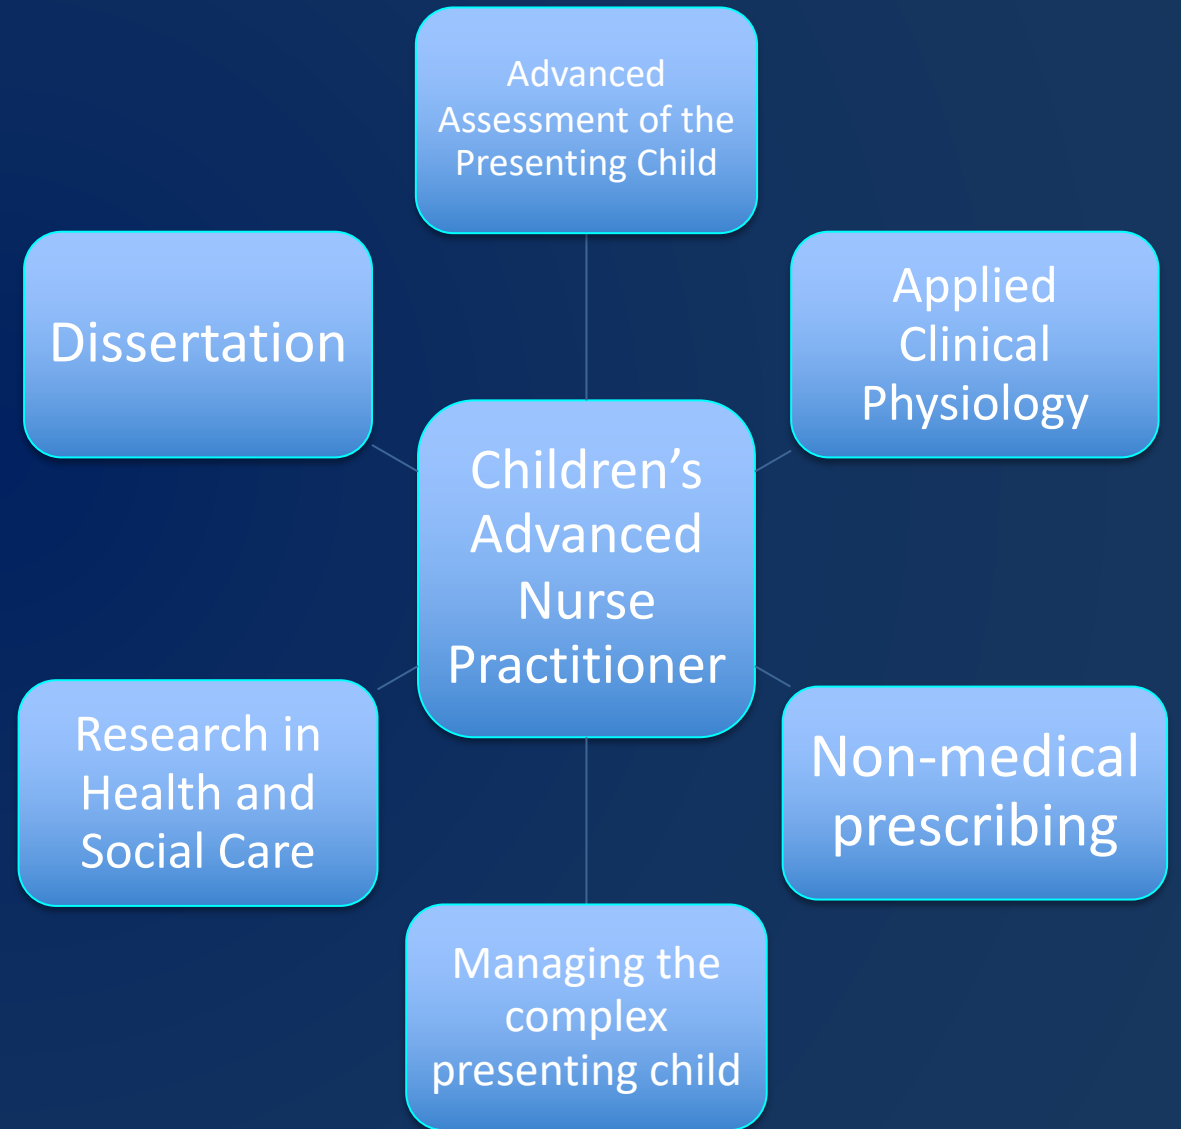 Advanced
Assessment of the
Presenting Child
Dissertation
Applied
Clinical
Physiology
Children’s
Advanced
Nurse
Practitioner
Research in
Health and
Social Care
Non-medical
prescribing
Managing the
complex
presenting child